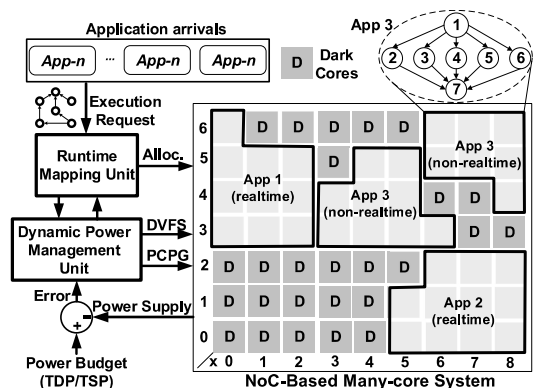 Application arrivals
App-n ... App-n App-n
D Dark Cores
App 3
1
2 3 4 5 6
7
Execution Request
Runtime Mapping Unit
Alloc.
Dynamic Power Management Unit
DVFS
PCPG
Error
Power Supply
- +
Power Budget (TDP/TSP)
6 D D D D D
5 D
4 D D
3 D D
2 D D D D D D
1 D D D D D
0 D D D D D
x 0 1 2 3 4 5 6 7 8
App 1
(realtime)
App 3
(non-realtime)
App 3
(non-realtime)
App 2
(realtime)
NoC-Based Many-core System